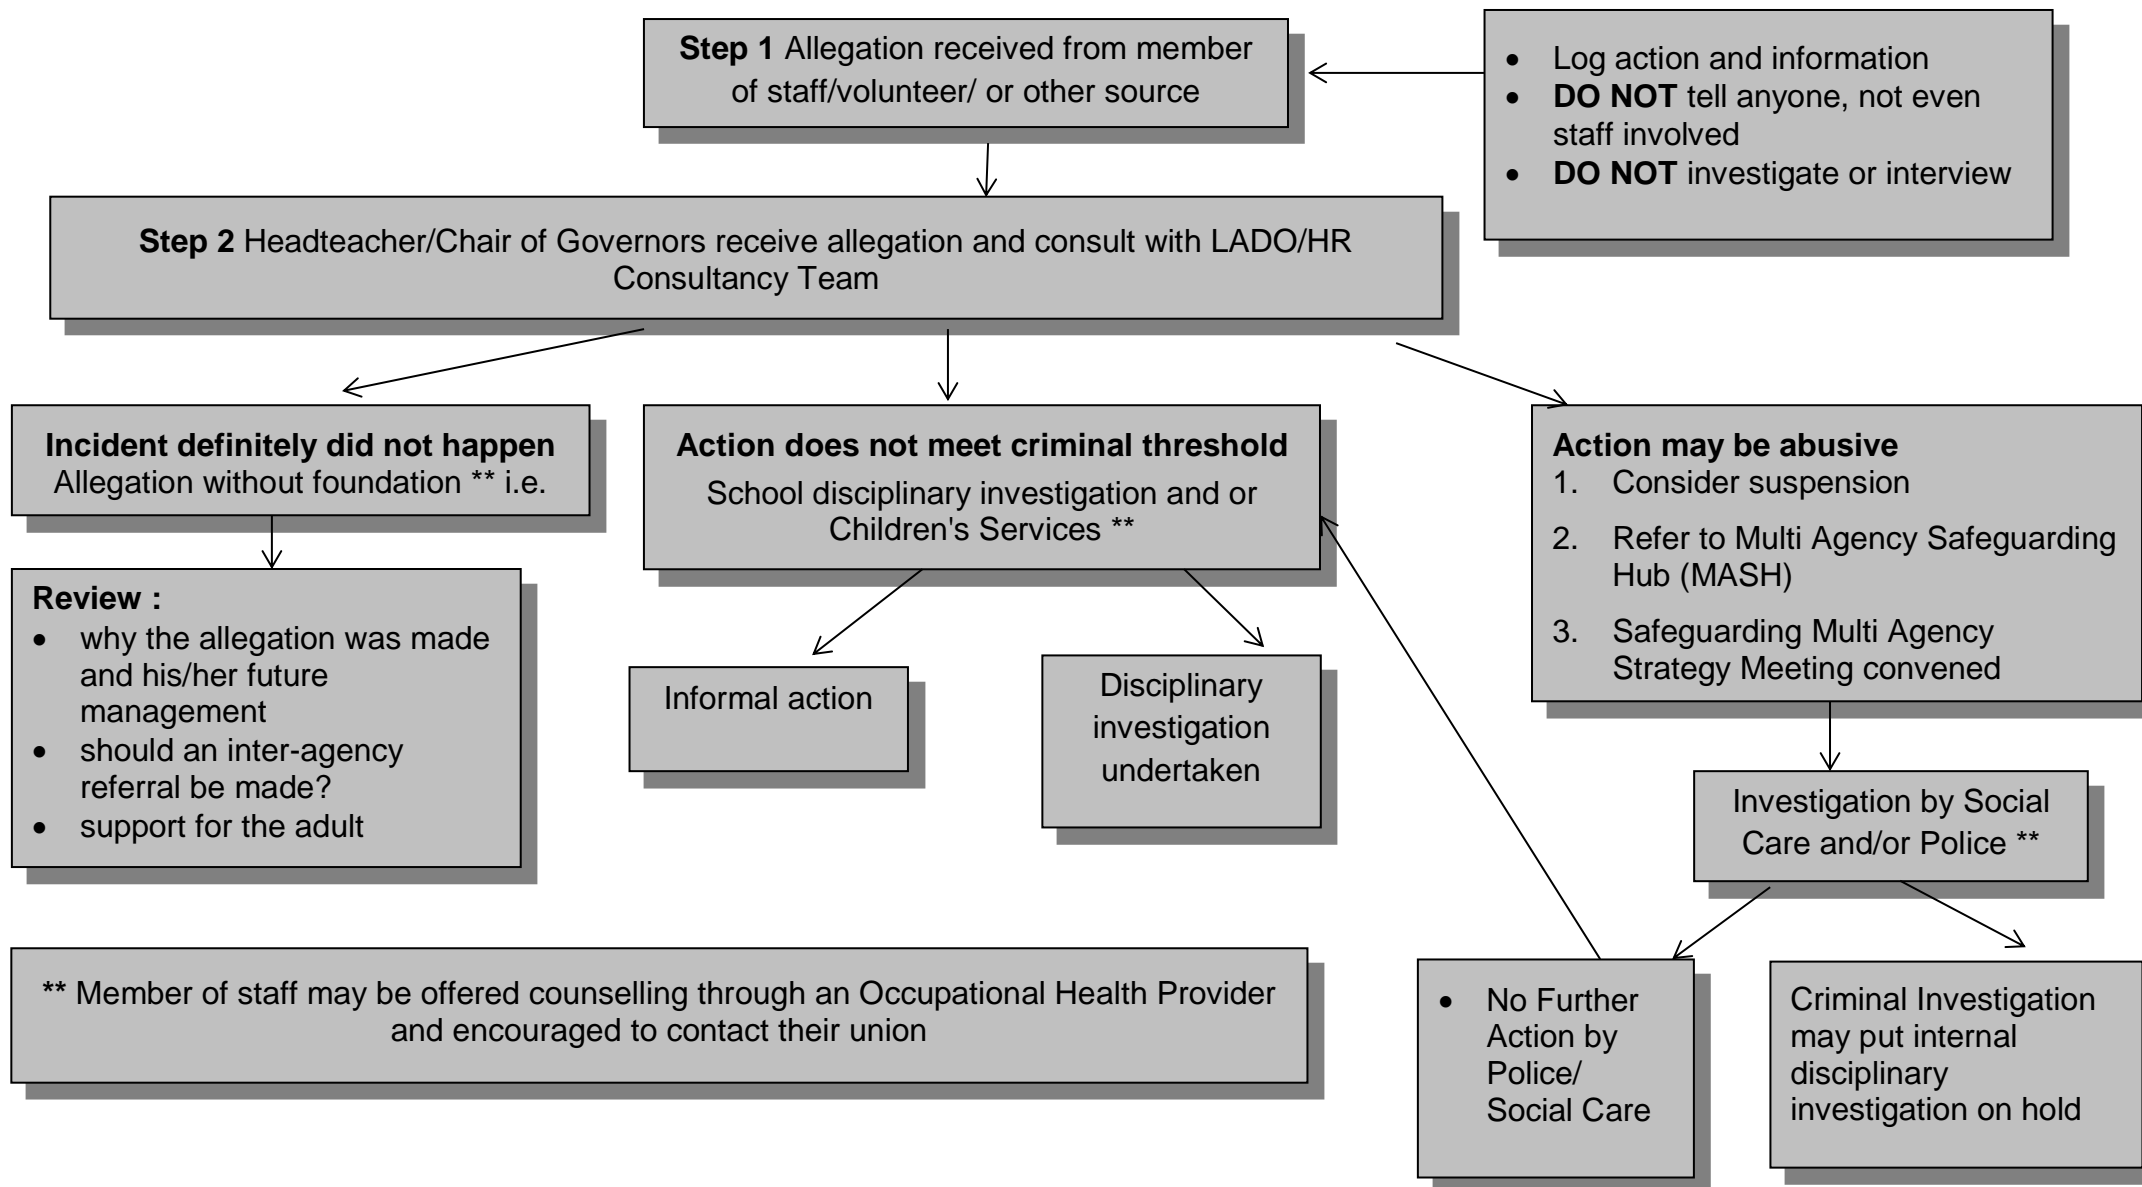 Step 1 Allegation received from member
of staff/volunteer/ or other source
• Log action and information
• DO NOT tell anyone, not even
staff involved
• DO NOT investigate or interview
Step 2 Headteacher/Chair of Governors receive allegation and consult with LADO/HR
Consultancy Team
Incident definitely did not happen
Allegation without foundation ** i.e.
Action does not meet criminal threshold
School disciplinary investigation and or
Children's Services **
Action may be abusive
1. Consider suspension
2. Refer to Multi Agency Safeguarding
Hub (MASH)
3. Safeguarding Multi Agency
Strategy Meeting convened
Review :
• why the allegation was made
and his/her future
management
• should an inter-agency
referral be made?
• support for the adult
Informal action
Disciplinary
investigation
undertaken
Investigation by Social
Care and/or Police **
** Member of staff may be offered counselling through an Occupational Health Provider
and encouraged to contact their union
• No Further
Action by
Police/
Social Care
Criminal Investigation
may put internal
disciplinary
investigation on hold